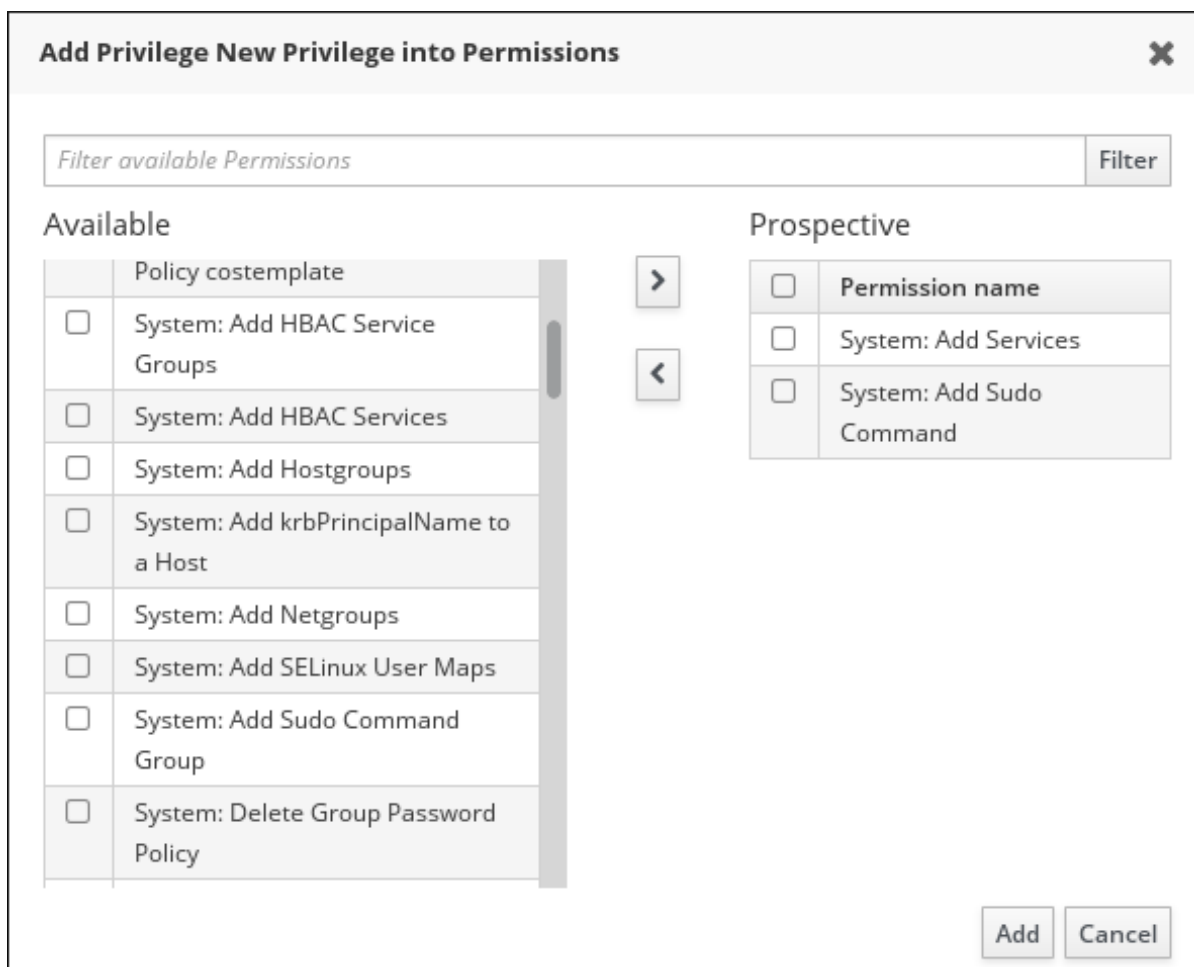 Add Privilege New Privilege into Permissions
Filter available Permissions
Filter
Available
Policy costemplate
System: Add HBAC Service
Groups
System: Add HBAC Services
System: Add Hostgroups
System: Add krbPrincipalName to
a Host
System: Add Netgroups
System: Add SELinux User Maps
System: Add Sudo Command
Group
System: Delete Group Password
Policy
Prospective
Permission name
System: Add Services
System: Add Sudo
Command
Add
Cancel